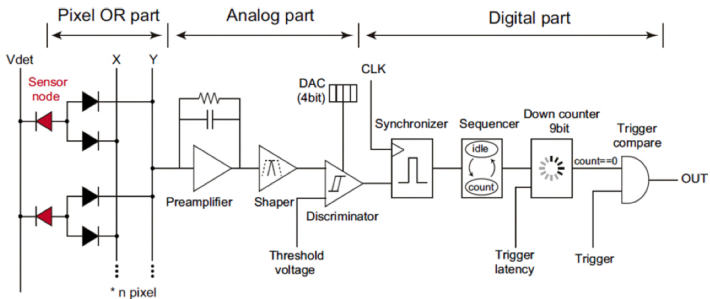 Pixel OR part
Analog part
Digital part
Vdet
X
Y
Sensor
node
DAC
(4bit)
CLK
Synchronizer
Sequencer
Down counter
9bit
Trigger
compare
idle
count
count==0
OUT
Preamplifier
Shaper
Discriminator
Threshold
voltage
Trigger
latency
Trigger
* n pixel